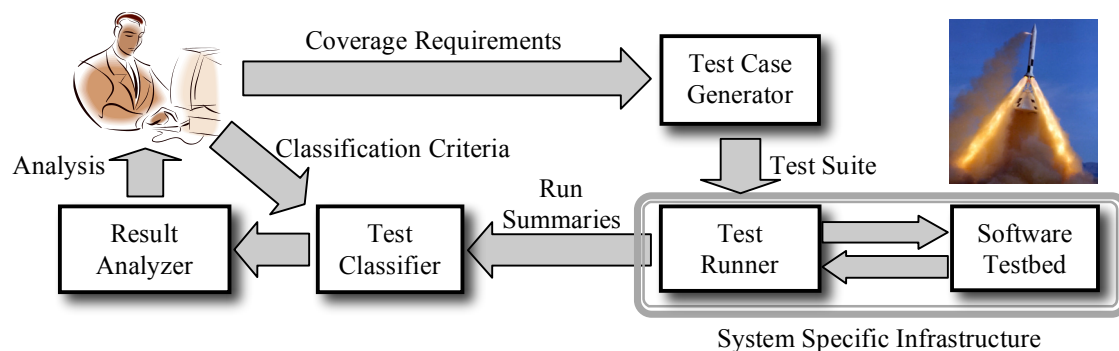 Coverage Requirements
Test Case
Generator
Analysis
Classification Criteria
Test Suite
Run
Summaries
Result
Analyzer
Test
Classifier
Test
Runner
Software
Testbed
System Specific Infrastructure